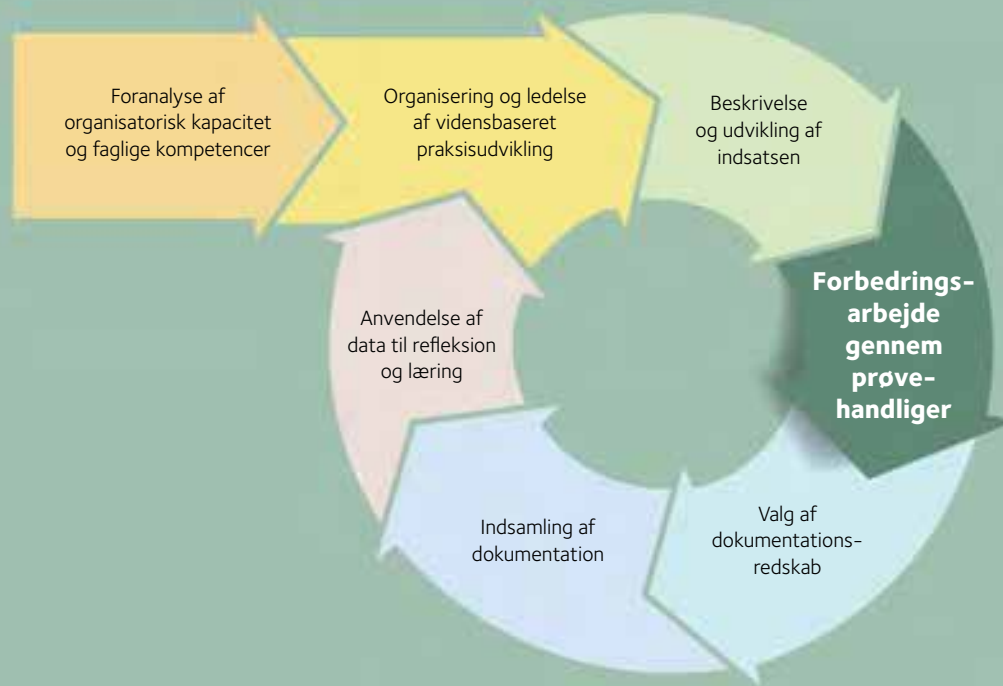 Foranalyse af
organisatorisk kapacitet
og faglige kompetencer
Organisering og ledelse
af vidensbaseret
praksisudvikling
Beskrivelse
og udvikling af
indsatsen
Forbedrings-
arbejde
gennem
prøve-
handliger
Valg af
dokumentations-
redskab
Indsamling af
dokumentation
Anvendelse af
data til refleksion
og læring